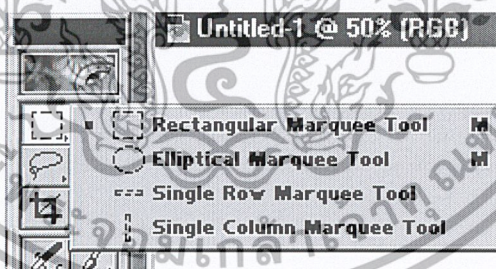 Untitled-1 @ 50% (RGB)
Rectangular Marquee Tool M
Elliptical Marquee Tool M
Single Row Marquee Tool
Single Column Marquee Tool